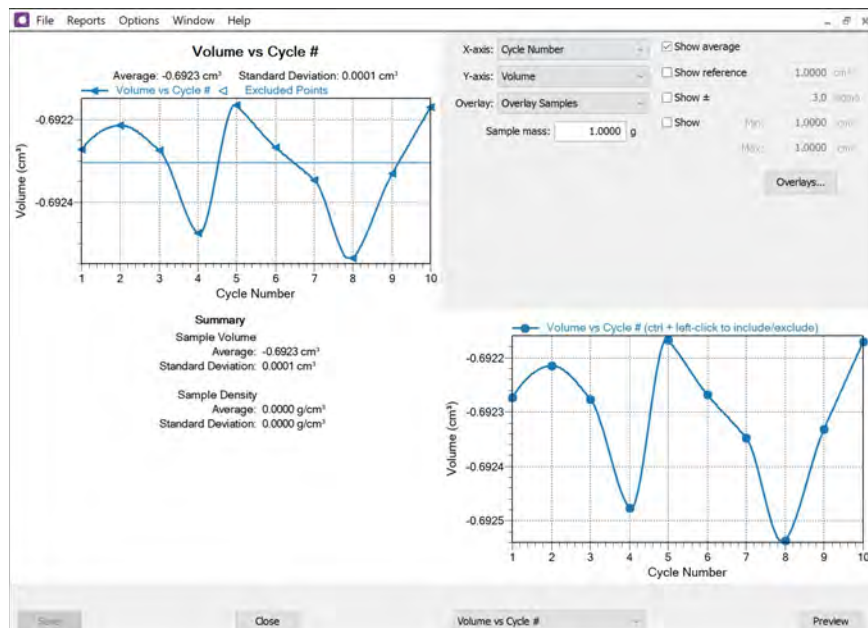 File Reports Options Window Help
Volume vs Cycle #
Average: -0.6923 cm³ Standard Deviation: 0.0001 cm³
Volume vs Cycle # Excluded Points
-0.6922
-0.6924
Volume (cm³)
1 2 3 4 5 6 7 8 9 10
Cycle Number
X-axis: Cycle Number
Y-axis: Volume
Overlay: Overlay Samples
Sample mass: 1.0000 g
Show average
Show reference 1.0000 cm³
Show ± 3.0
Show Min: 1.0000 cm³
Max: 1.0000 cm³
Overlays...
Summary
Sample Volume
Average: -0.6923 cm³
Standard Deviation: 0.0001 cm³
Sample Density
Average: 0.0000 g/cm³
Standard Deviation: 0.0000 g/cm³
Volume vs Cycle # (ctrl + left-click to include/exclude)
-0.6922
-0.6923
-0.6924
-0.6925
Volume (cm³)
1 2 3 4 5 6 7 8 9 10
Cycle Number
Save Close Volume vs Cycle # Preview